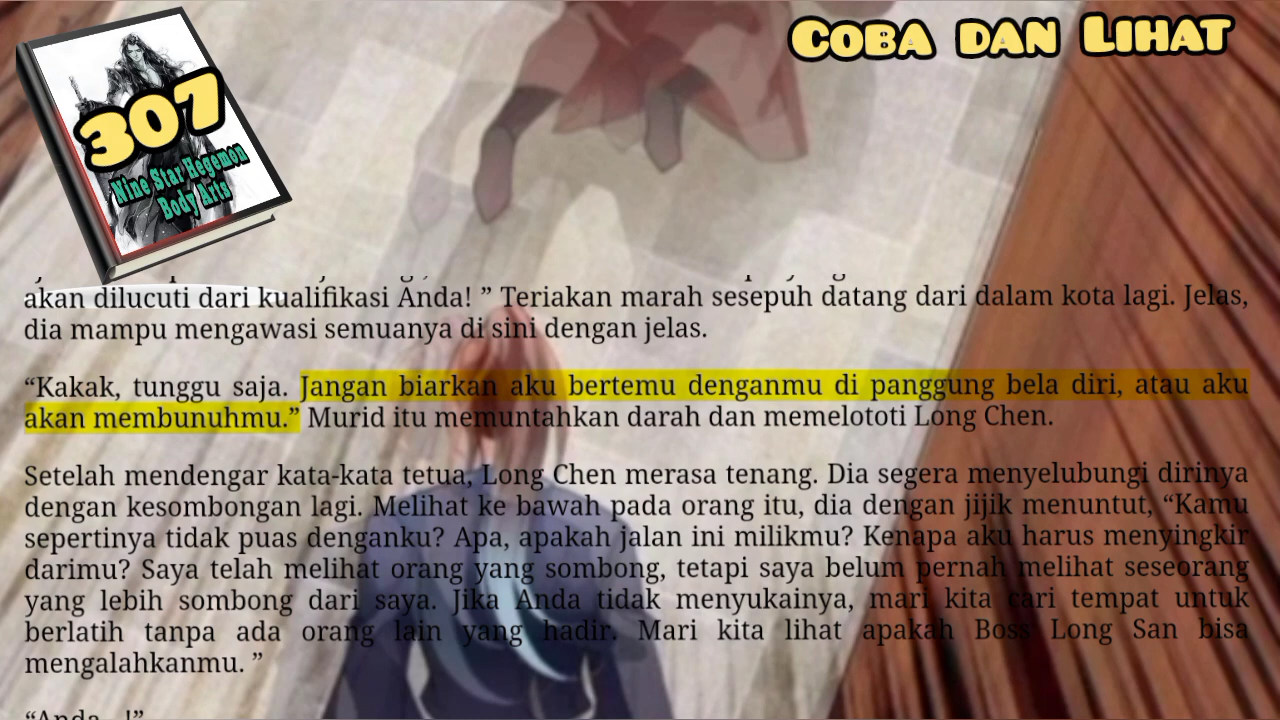 COBA DAN LIHAT
307
Nine Star Hegemon
Body Arts
akan dilucuti dari kualifikasi Anda! ” Teriakan marah sesepuh datang dari dalam kota lagi. Jelas,
dia mampu mengawasi semuanya di sini dengan jelas.
“Kakak, tunggu saja. Jangan biarkan aku bertemu denganmu di panggung bela diri, atau aku
akan membunuhmu.” Murid itu memuntahkan darah dan memelototi Long Chen.
Setelah mendengar kata-kata tetua, Long Chen merasa tenang. Dia segera menyelubungi dirinya
dengan kesombongan lagi. Melihat ke bawah pada orang itu, dia dengan jijik menuntut, “Kamu
sepertinya tidak puas denganku? Apa, apakah jalan ini milikmu? Kenapa aku harus menyingkir
darimu? Saya telah melihat orang yang sombong, tetapi saya belum pernah melihat seseorang
yang lebih sombong dari saya. Jika Anda tidak menyukainya, mari kita cari tempat untuk
berlatih tanpa ada orang lain yang hadir. Mari kita lihat apakah Boss Long San bisa
mengalahkanmu. ”
“Anda...!”